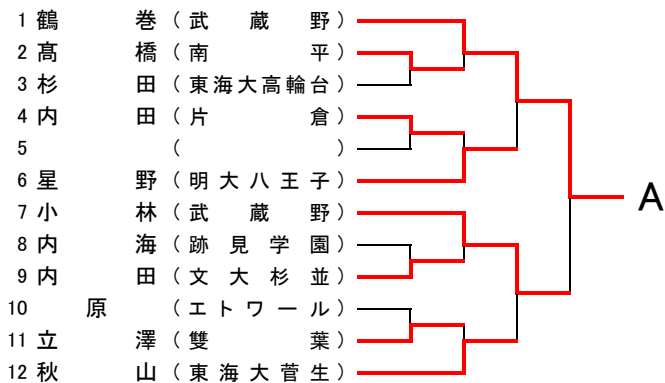 1 鶴 巻 ( 武 蔵 野 )
2 髙 橋 ( 南 平 )
3 杉 田 ( 東海大高輪台 )
4 内 田 ( 片 倉 )
5 ( )
6 星 野 ( 明大八王子 )
7 小 林 ( 武 蔵 野 )
8 内 海 ( 跡見学園 )
9 内 田 ( 文大杉並 )
10 原 ( エトワール )
11 立 澤 ( 雙 葉 )
12 秋 山 ( 東海大菅生 )
A